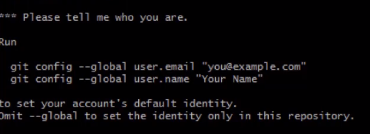 *** Please tell me who you are.
Run
git config --global user.email "you@example.com"
git config --global user.name "Your Name"
to set your account's default identity.
Omit --global to set the identity only in this repository.